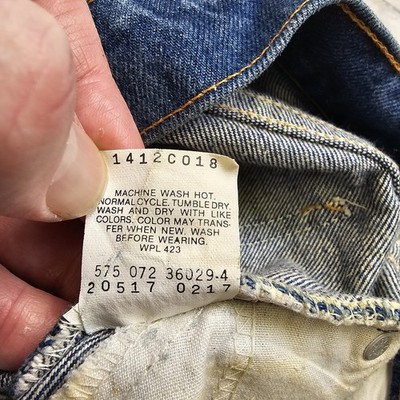 1412C018
MACHINE WASH HOT.
NORMAL CYCLE. TUMBLE DRY.
WASH AND DRY WITH LIKE
COLORS. COLOR MAY TRANS-
FER WHEN NEW. WASH
BEFORE WEARING.
WPL 423
575 072 36029-4
20517 0217